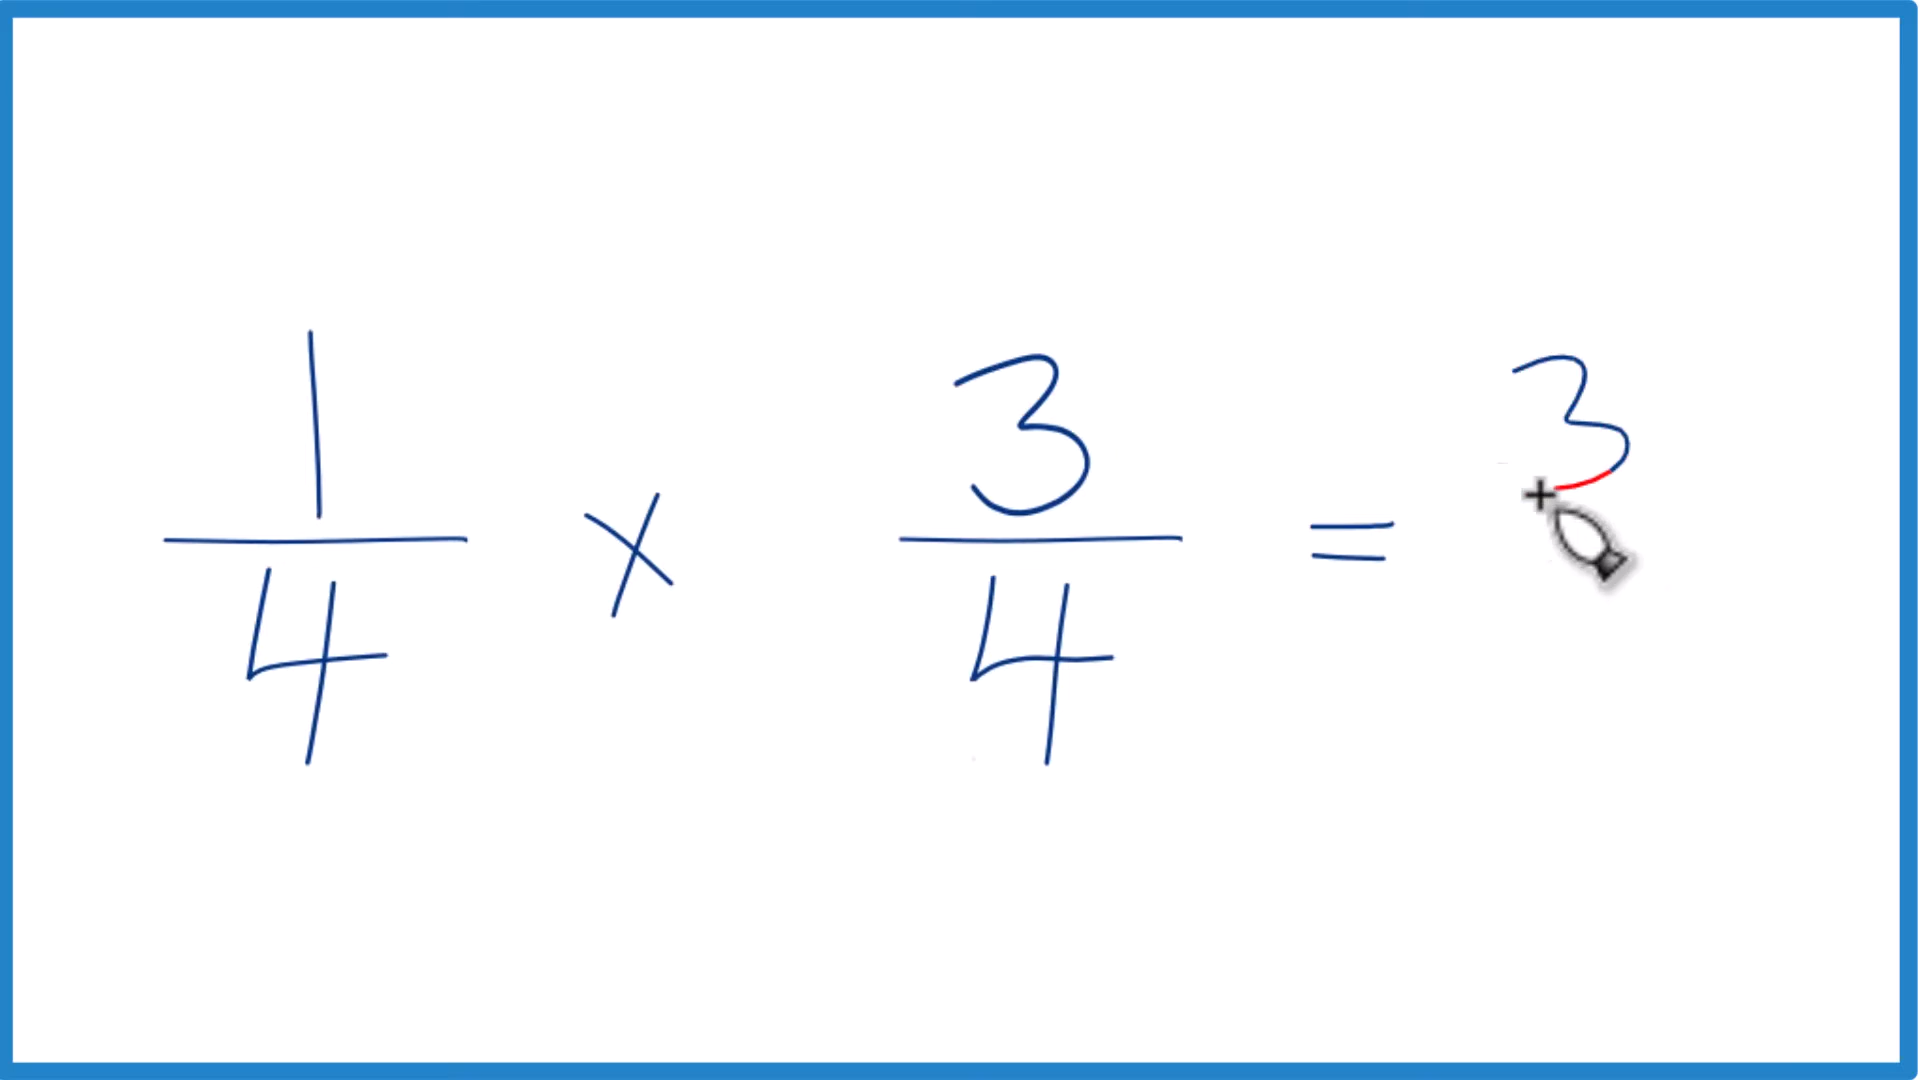 1/4 x 3/4 = 3